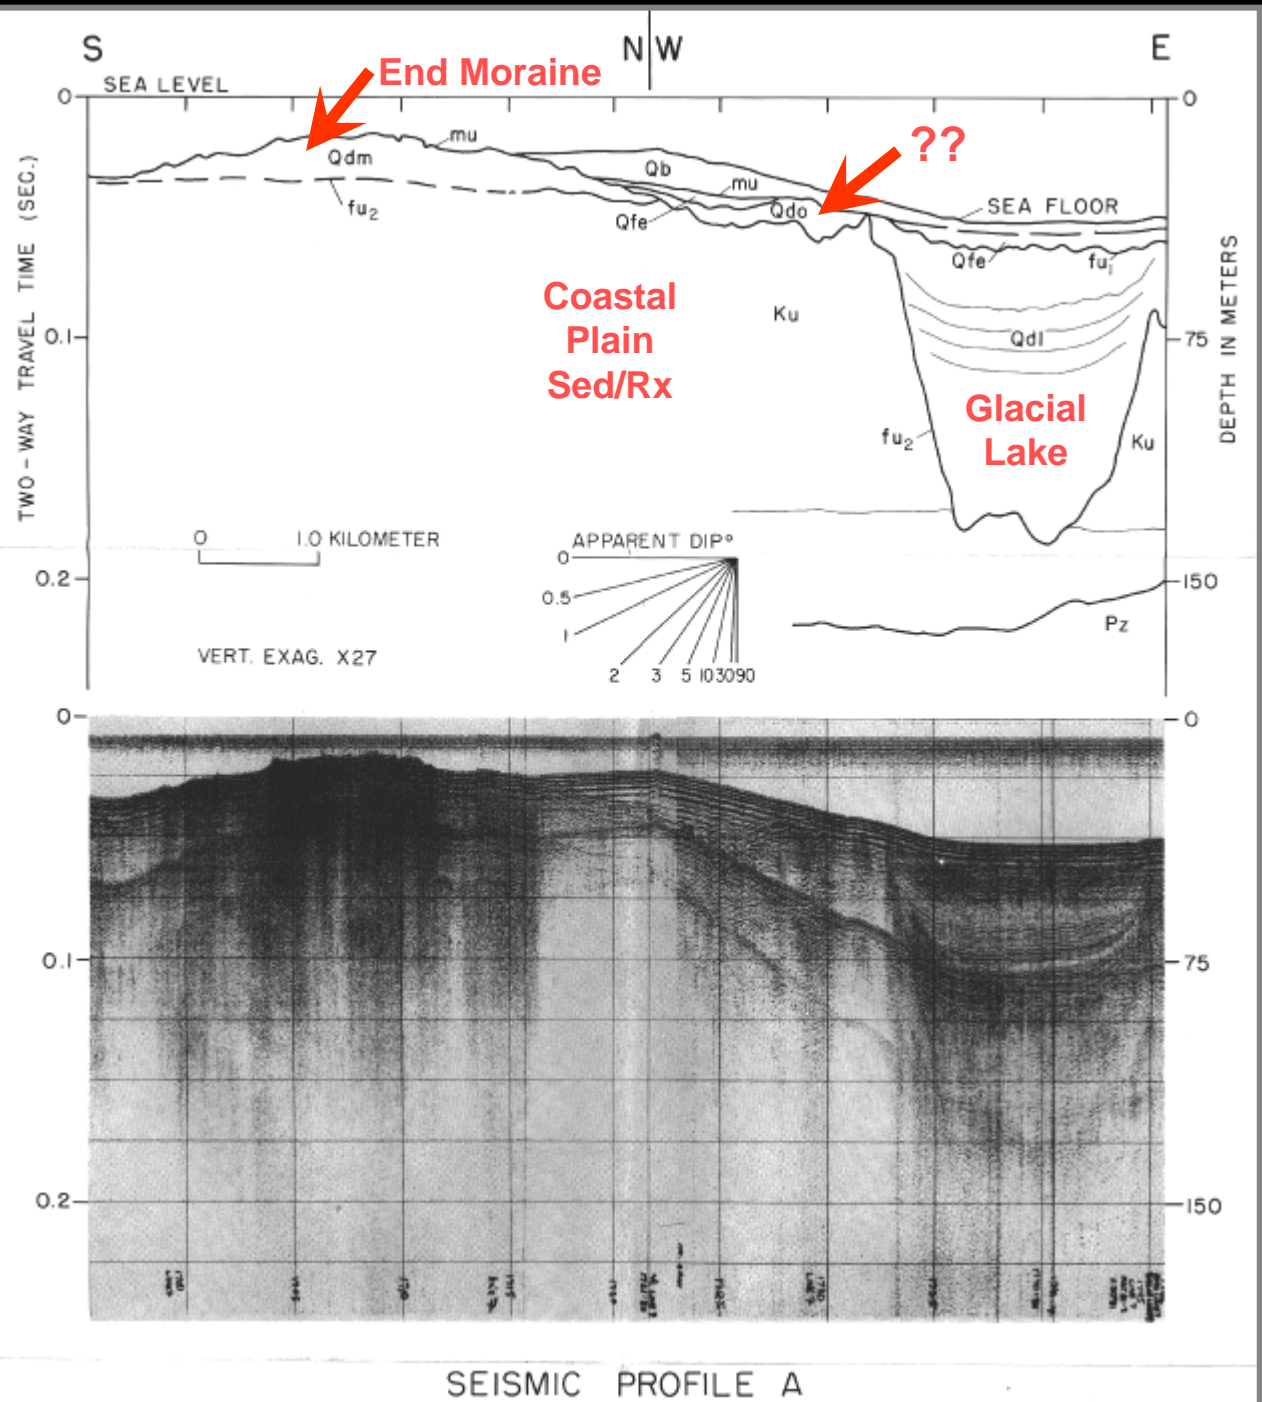 S
N W
E
SEA LEVEL
End Moraine
??
0
0
mu
Qdm
Qb
mu
fu2
Qfe
Qdo
SEA FLOOR
Qfe
fu1
TWO-WAY TRAVEL TIME (SEC.)
DEPTH IN METERS
Coastal
Plain
Sed/Rx
Ku
0.1
75
Qdl
Glacial
Lake
fu2
Ku
0 1.0 KILOMETER
APPARENT DIP°
0
0.5
1
2 3 5 10 30 90
0.2
150
Pz
VERT. EXAG. X27
0
0
0.1
75
0.2
150
SEISMIC PROFILE A